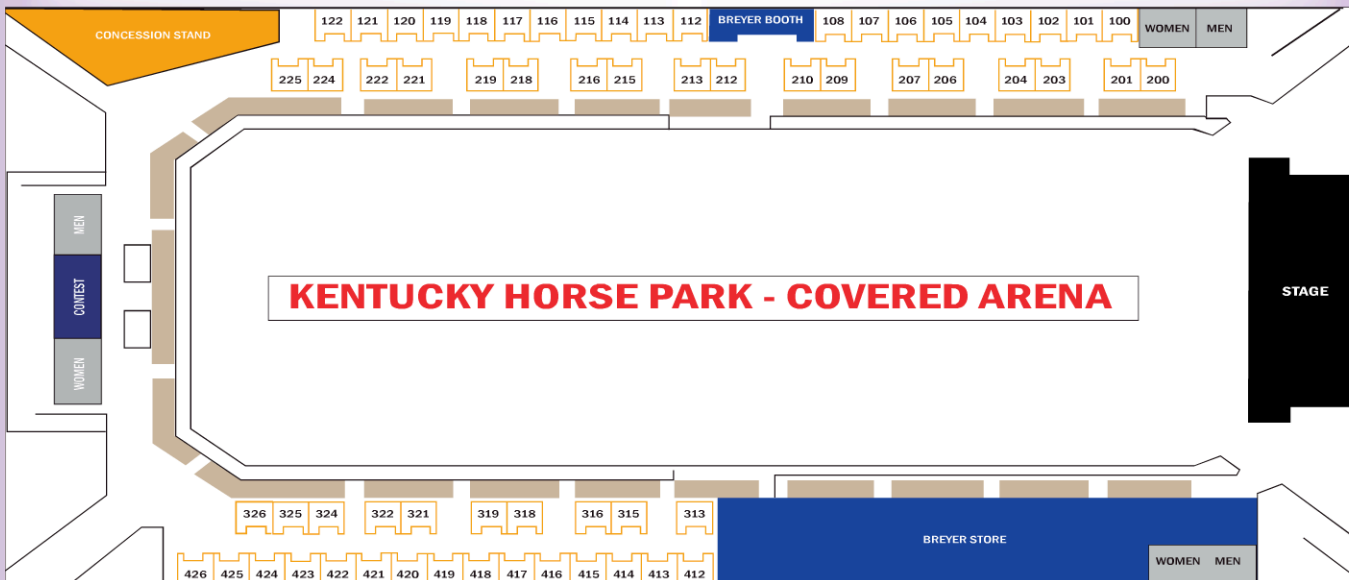 CONCESSION STAND
122 121 120 119 118 117 116 115 114 113 112 BREYER BOOTH 108 107 106 105 104 103 102 101 100 WOMEN MEN
225 224 222 221 219 218 216 215 213 212 210 209 207 206 204 203 201 200
MEN
CONTEST
WOMEN
KENTUCKY HORSE PARK - COVERED ARENA
STAGE
326 325 324 322 321 319 318 316 315 313
BREYER STORE
WOMEN MEN
426 425 424 423 422 421 420 419 418 417 416 415 414 413 412